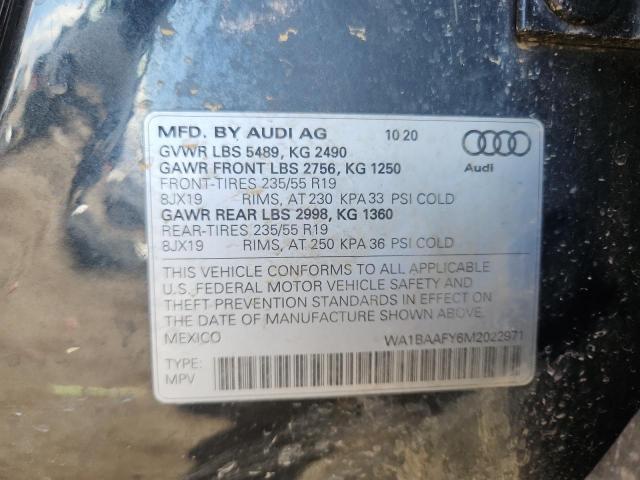 MFD. BY AUDI AG 10 20
GVWR LBS 5489, KG 2490
GAWR FRONT LBS 2756, KG 1250
Audi
FRONT-TIRES 235/55 R19
8JX19 RIMS, AT 230 KPA 33 PSI COLD
GAWR REAR LBS 2998, KG 1360
REAR-TIRES 235/55 R19
8JX19 RIMS, AT 250 KPA 36 PSI COLD
THIS VEHICLE CONFORMS TO ALL APPLICABLE
U.S. FEDERAL MOTOR VEHICLE SAFETY AND
THEFT PREVENTION STANDARDS IN EFFECT ON
THE DATE OF MANUFACTURE SHOWN ABOVE.
MEXICO WA1BAAFY6M2022971
TYPE:
MPV